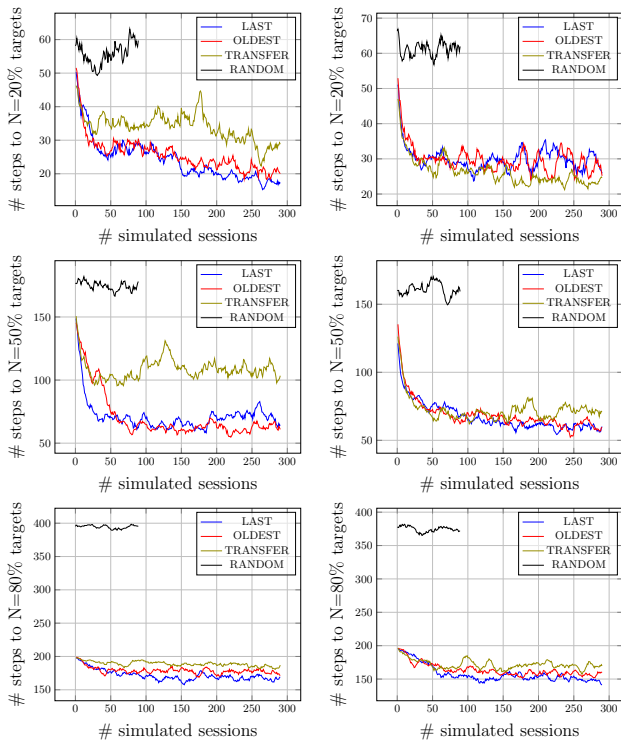 # steps to N=20% targets
60
50
40
30
20
0
50
100
150
200
250
300
# simulated sessions
LAST
OLDEST
TRANSFER
RANDOM
# steps to N=20% targets
70
60
50
40
30
20
0
50
100
150
200
250
300
# simulated sessions
LAST
OLDEST
TRANSFER
RANDOM
# steps to N=50% targets
150
100
50
0
50
100
150
200
250
300
# simulated sessions
LAST
OLDEST
TRANSFER
RANDOM
# steps to N=50% targets
150
100
50
0
50
100
150
200
250
300
# simulated sessions
LAST
OLDEST
TRANSFER
RANDOM
# steps to N=80% targets
400
350
300
250
200
150
0
50
100
150
200
250
300
# simulated sessions
LAST
OLDEST
TRANSFER
RANDOM
# steps to N=80% targets
400
350
300
250
200
150
0
50
100
150
200
250
300
# simulated sessions
LAST
OLDEST
TRANSFER
RANDOM